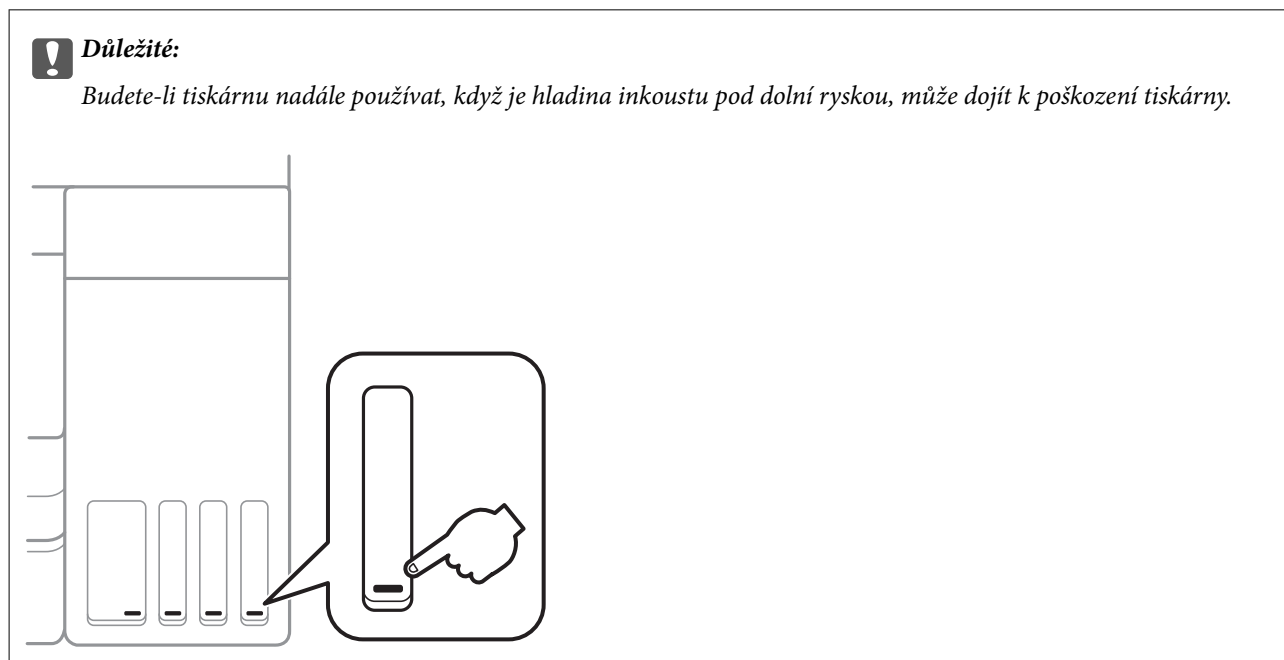 Důležité:
Budete-li tiskárnu nadále používat, když je hladina inkoustu pod dolní ryskou, může dojít k poškození tiskárny.